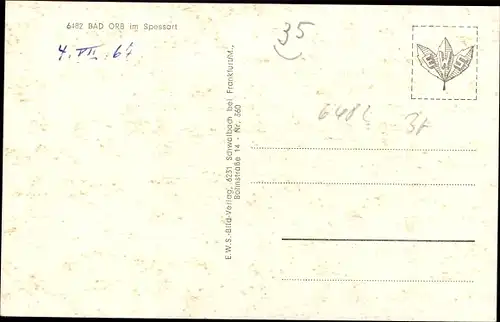 6482 BAD ORB im Spessart
4. VII. 64
35
6482
3f
E.W.S.-Bild-Verlag, 6231 Schwalbach bei Frankfurt/M.,
Bahnstraße 14 - Nr. 560